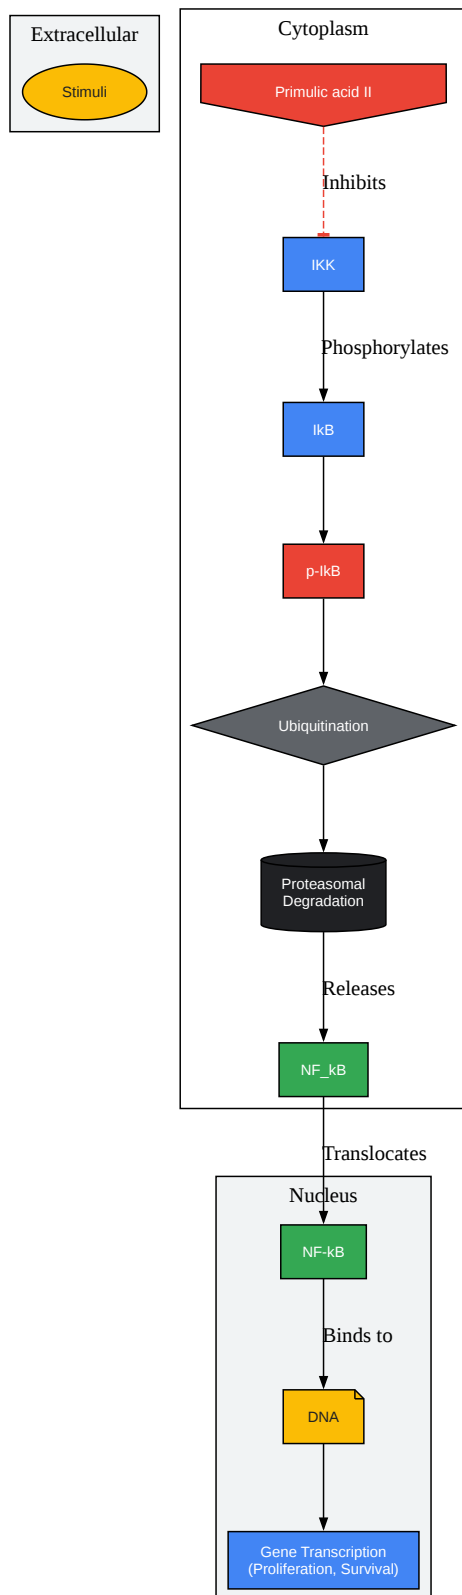 Extracellular
Stimuli
Cytoplasm
Primulic acid II
Inhibits
IKK
Phosphorylates
IkB
p-IkB
Ubiquitination
Proteasomal
Degradation
Releases
NF_kB
Translocates
Nucleus
NF-kB
Binds to
DNA
Gene Transcription
(Proliferation, Survival)